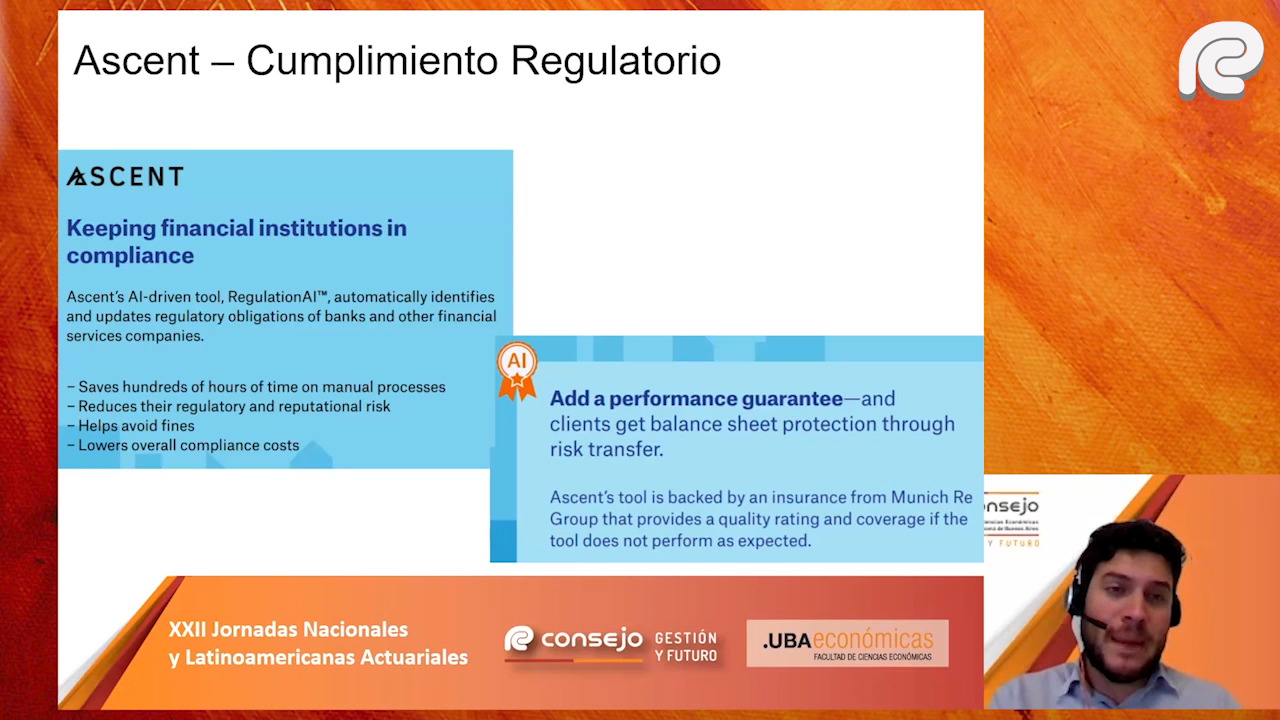 Ascent – Cumplimiento Regulatorio
ASCENT
Keeping financial institutions in
compliance
Ascent's AI-driven tool, RegulationAI™, automatically identifies
and updates regulatory obligations of banks and other financial
services companies.
– Saves hundreds of hours of time on manual processes
– Reduces their regulatory and reputational risk
– Helps avoid fines
– Lowers overall compliance costs
AI
Add a performance guarantee—and
clients get balance sheet protection through
risk transfer.
Ascent's tool is backed by an insurance from Munich Re
Group that provides a quality rating and coverage if the
tool does not perform as expected.
XXII Jornadas Nacionales
y Latinoamericanas Actuariales
consejo
GESTIÓN
Y FUTURO
.UBAeconómicas
FACULTAD DE CIENCIAS ECONÓMICAS
nsejo
Y FUTURO